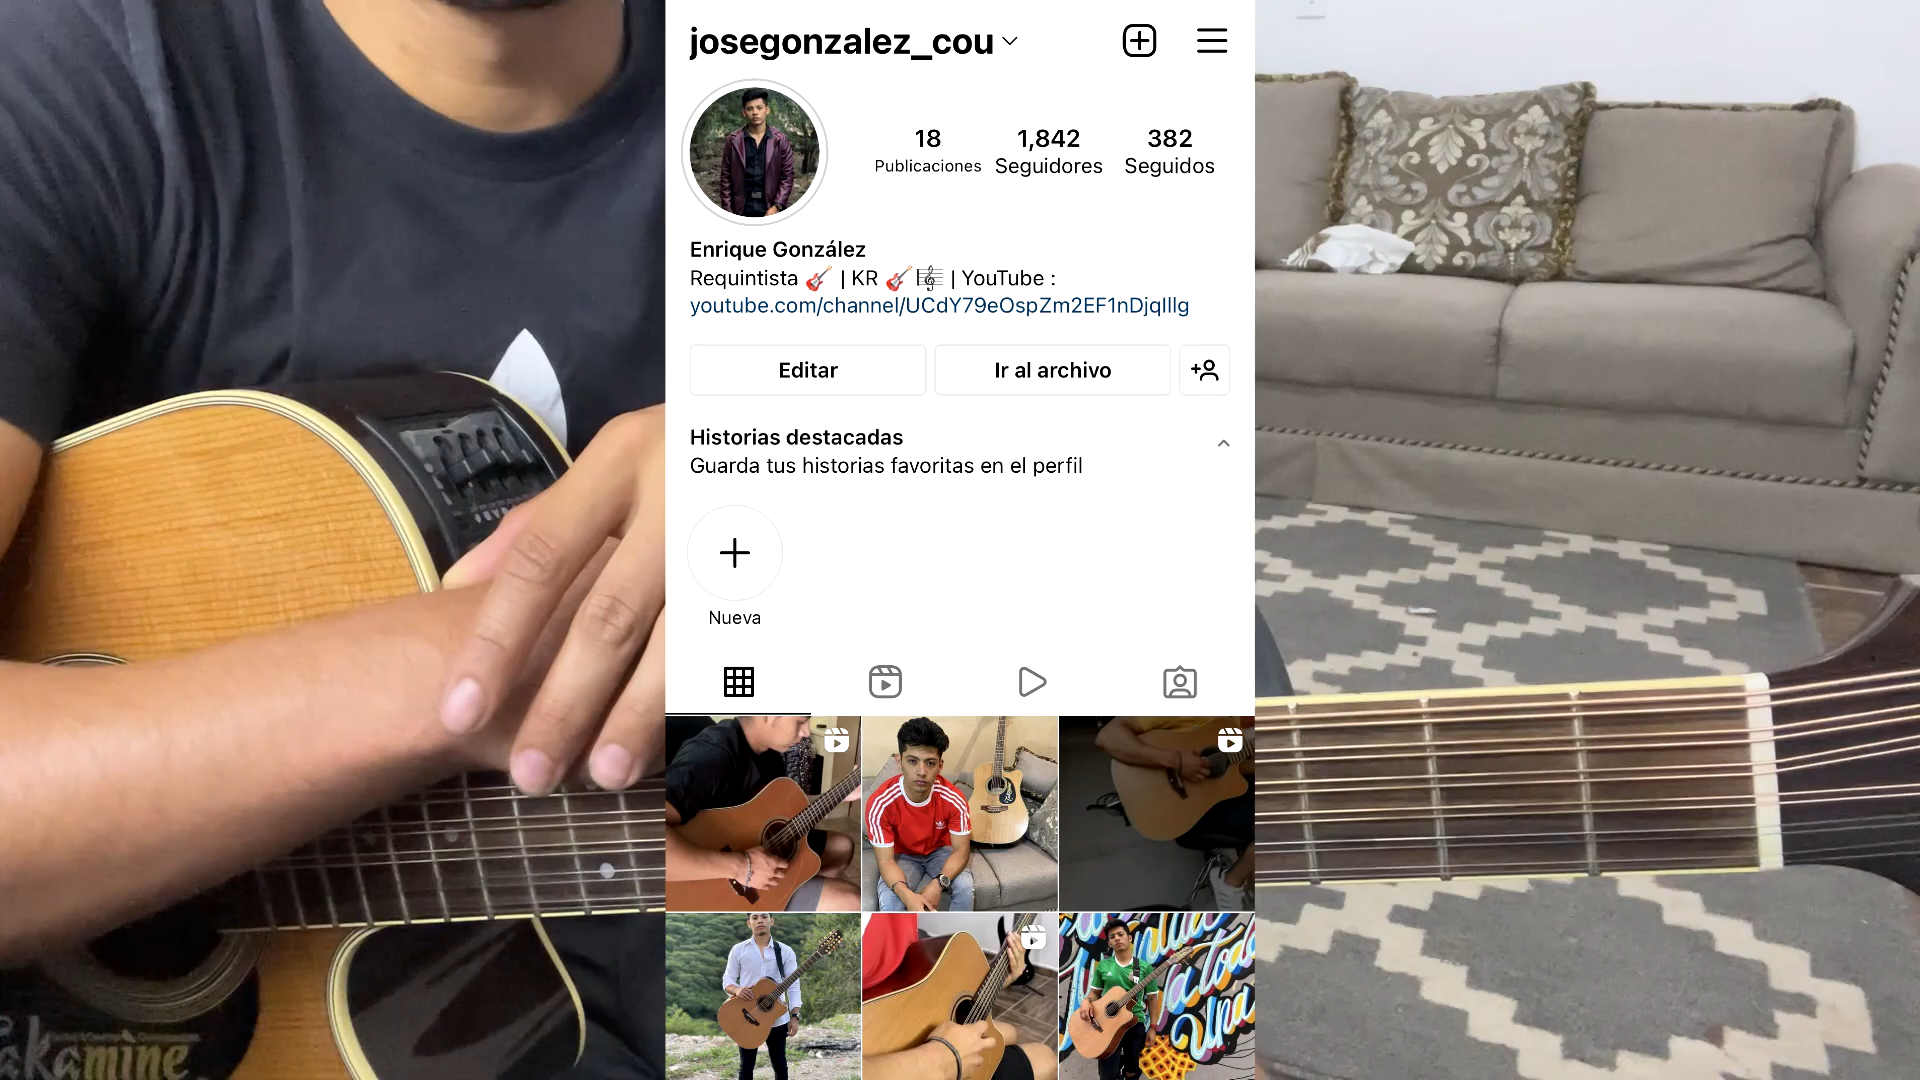 josegonzalez_cou
18
1,842
382
Publicaciones
Seguidores
Seguidos
Enrique González
Requintista 🎸 | KR 🎸 🎼 | YouTube :
youtube.com/channel/UCdY79eOspZm2EF1nDjqIllg
Editar
Ir al archivo
Historias destacadas
Guarda tus historias favoritas en el perfil
Nueva
akamine